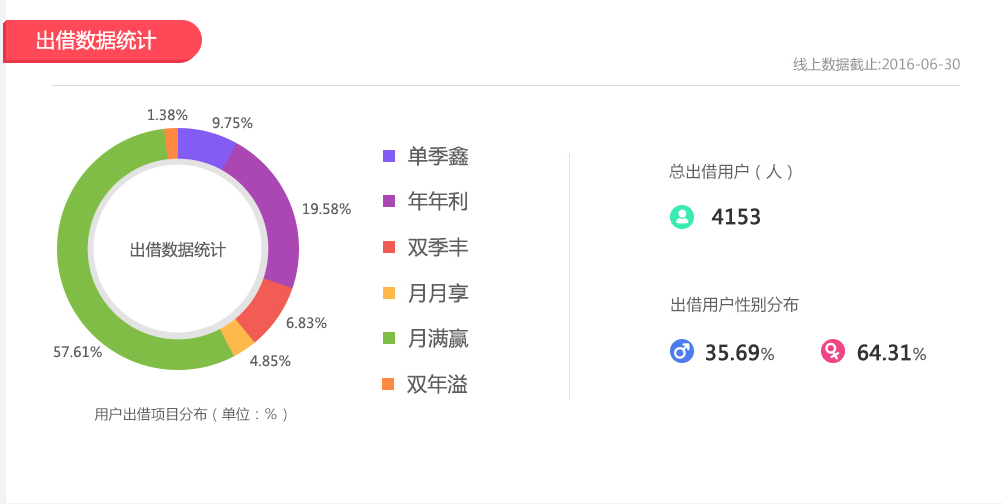 出借数据统计
线上数据截止:2016-06-30
1.38%
9.75%
19.58%
6.83%
4.85%
57.61%
出借数据统计
用户出借项目分布（单位：%）
单季鑫
年年利
双季丰
月月享
月满赢
双年溢
总出借用户（人）
4153
出借用户性别分布
35.69%
64.31%